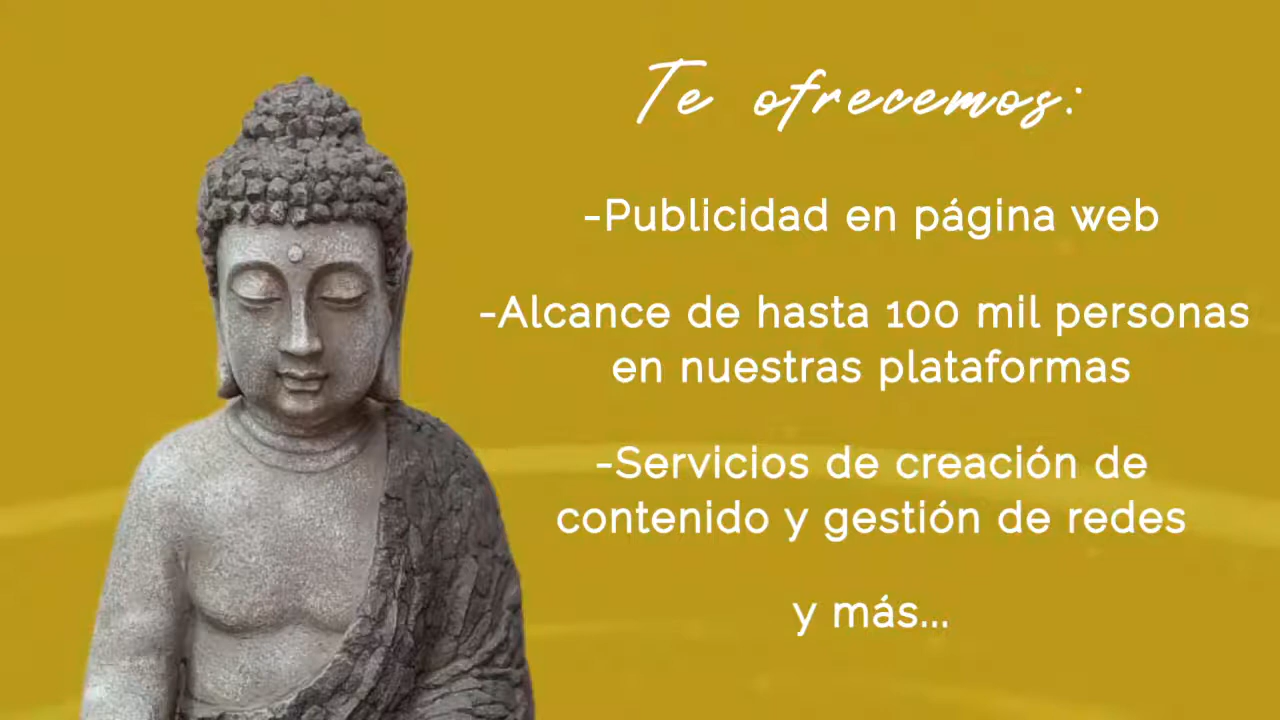 Te ofrecemos:
-Publicidad en página web
-Alcance de hasta 100 mil personas
en nuestras plataformas
-Servicios de creación de
contenido y gestión de redes
y más...